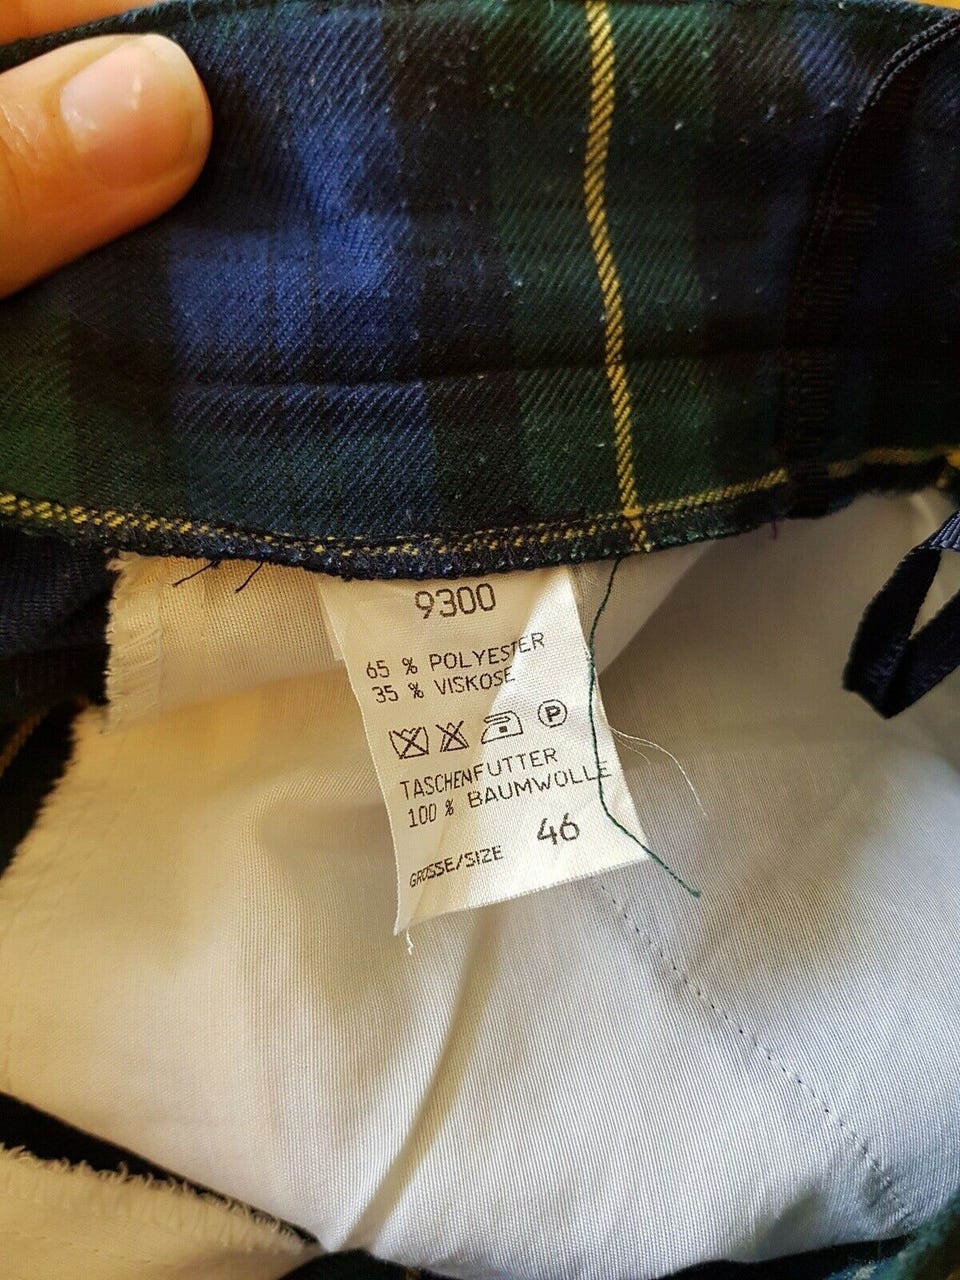 9300
65 % POLYESTER
35 % VISKOSE
P
TASCHENFUTTER
100 % BAUMWOLLE
46
GRÖSSE/SIZE